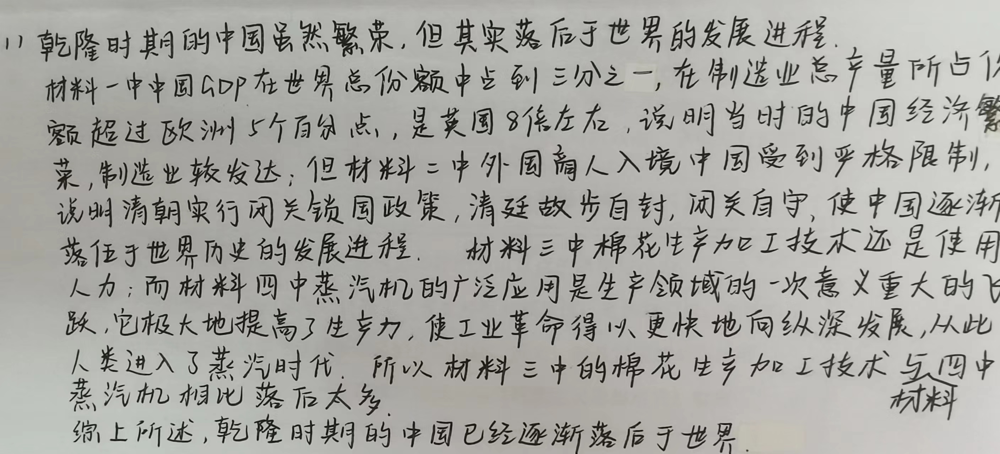 11 乾隆时期的中国虽然繁荣,但其实落后于世界的发展进程.
材料一中中国GDP在世界总份额中占到三分之一,在制造业总产量所占份
额超过欧洲5个百分点,是英国8倍左右,说明当时的中国经济繁
荣,制造业较发达;但材料二中外国商人入境中国受到严格限制,
说明清朝实行闭关锁国政策,清廷故步自封,闭关自守,使中国逐渐
落伍于世界历史的发展进程. 材料三中棉花生产加工技术还是使用
人力;而材料四中蒸汽机的广泛应用是生产领域的一次意义重大的飞
跃,它极大地提高了生产力,使工业革命得以更快地向纵深发展,从此
人类进入了蒸汽时代.所以材料三中的棉花生产加工技术与材料四中
蒸汽机相比落后太多.
综上所述,乾隆时期的中国已经逐渐落后于世界.